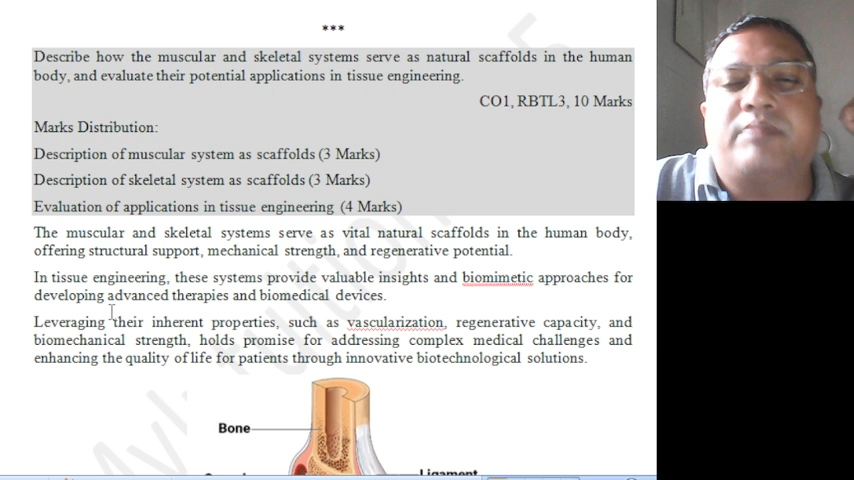 ***
Describe how the muscular and skeletal systems serve as natural scaffolds in the human
body, and evaluate their potential applications in tissue engineering.
CO1, RBTL3, 10 Marks
Marks Distribution:
Description of muscular system as scaffolds (3 Marks)
Description of skeletal system as scaffolds (3 Marks)
Evaluation of applications in tissue engineering (4 Marks)
The muscular and skeletal systems serve as vital natural scaffolds in the human body,
offering structural support, mechanical strength, and regenerative potential.
In tissue engineering, these systems provide valuable insights and biomimetic approaches for
developing advanced therapies and biomedical devices.
Leveraging their inherent properties, such as vascularization, regenerative capacity, and
biomechanical strength, holds promise for addressing complex medical challenges and
enhancing the quality of life for patients through innovative biotechnological solutions.
Bone
Ligament